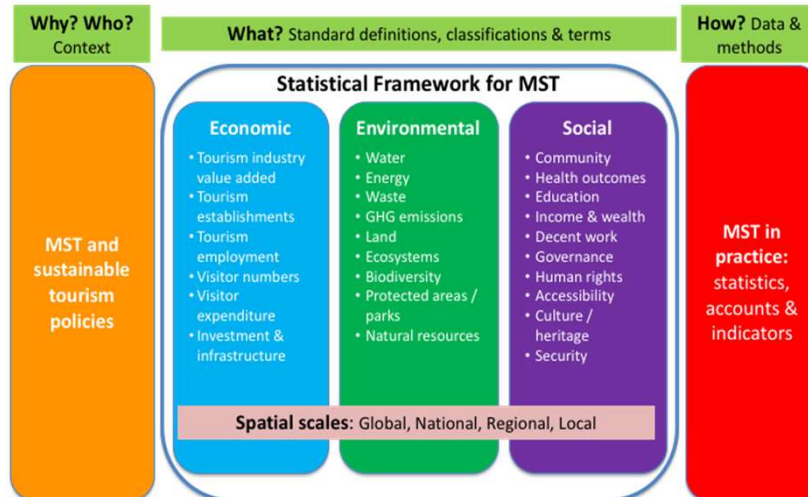 Why? Who?
Context
What? Standard definitions, classifications & terms
How? Data &
methods
MST and
sustainable
tourism
policies
Statistical Framework for MST
Economic
• Tourism industry
value added
• Tourism
establishments
• Tourism
employment
• Visitor numbers
• Visitor
expenditure
• Investment &
infrastructure
Environmental
• Water
• Energy
• Waste
• GHG emissions
• Land
• Ecosystems
• Biodiversity
• Protected areas /
parks
• Natural resources
Social
• Community
• Health outcomes
• Education
• Income & wealth
• Decent work
• Governance
• Human rights
• Accessibility
• Culture /
heritage
• Security
Spatial scales: Global, National, Regional, Local
MST in
practice:
statistics,
accounts &
indicators